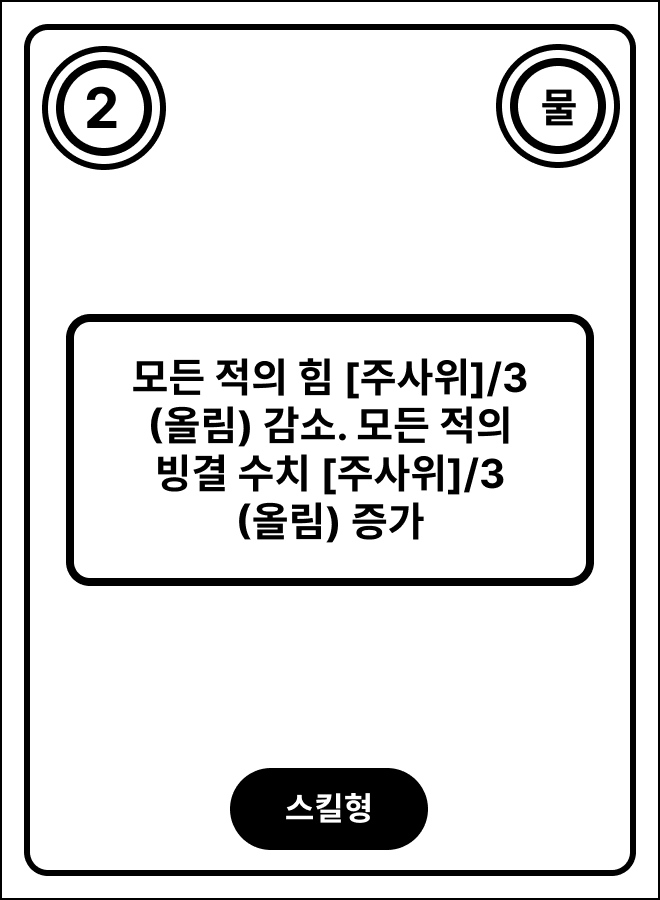 2
물
모든 적의 힘 [주사위]/3
(올림) 감소. 모든 적의
빙결 수치 [주사위]/3
(올림) 증가
스킬형